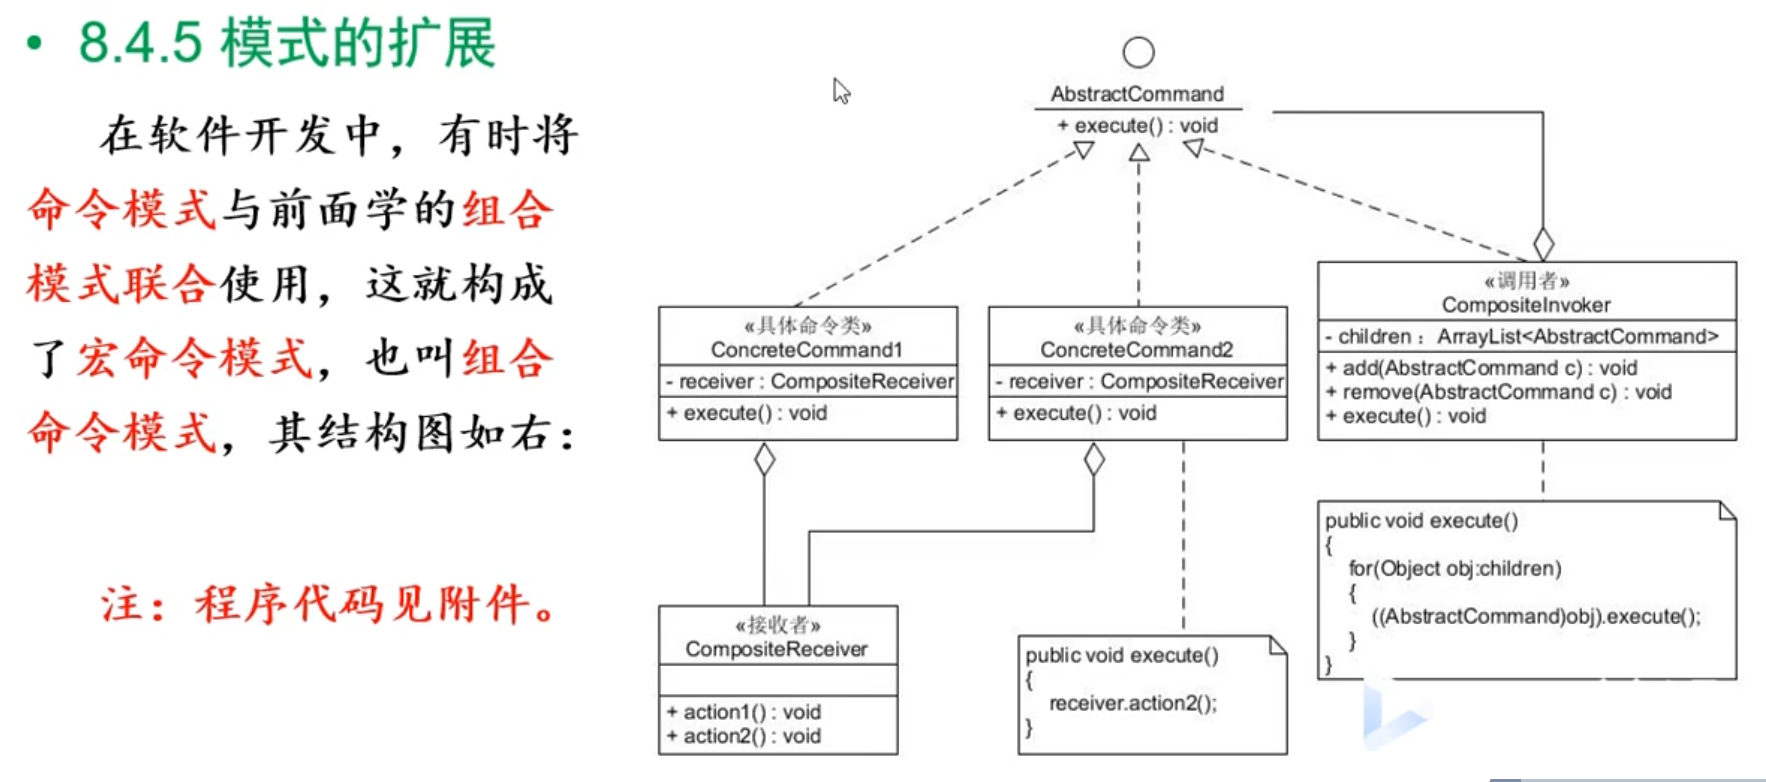 • 8.4.5 模式的扩展
在软件开发中，有时将
命令模式与前面学的组合
模式联合使用，这就构成
了宏命令模式，也叫组合
命令模式，其结构图如右：
注：程序代码见附件。
AbstractCommand
+ execute() : void
«具体命令类»
ConcreteCommand1
- receiver : CompositeReceiver
+ execute() : void
«具体命令类»
ConcreteCommand2
- receiver : CompositeReceiver
+ execute() : void
«调用者»
CompositeInvoker
- children : ArrayList<AbstractCommand>
+ add(AbstractCommand c) : void
+ remove(AbstractCommand c) : void
+ execute() : void
«接收者»
CompositeReceiver
+ action1() : void
+ action2() : void
public void execute()
{
receiver.action2();
}
public void execute()
{
for(Object obj:children)
{
((AbstractCommand)obj).execute();
}
}